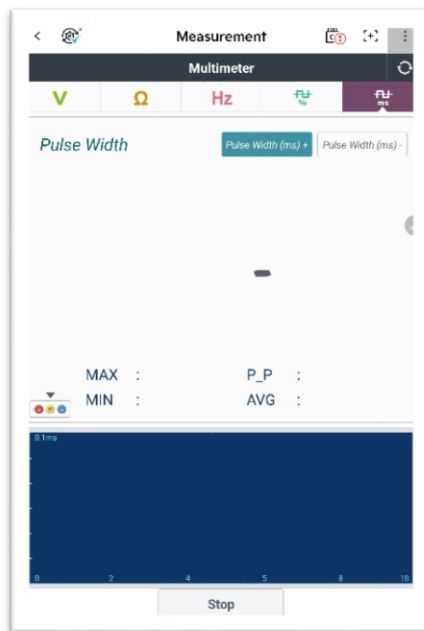 Measurement
Multimeter
V Ω Hz % ms
Pulse Width Pulse Width (ms) + Pulse Width (ms) -
-
MAX : P_P :
MIN : AVG :
0.1ms
0 2 4 5 8 10
Stop